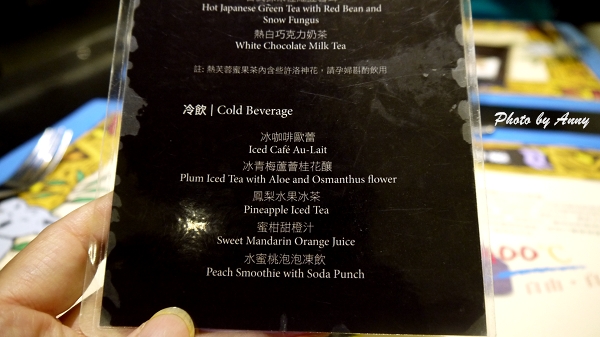 Hot Japanese Green Tea with Red Bean and
Snow Fungus
熱白巧克力奶茶
White Chocolate Milk Tea
註: 熱芙蓉蜜果茶內含些許洛神花，請孕婦斟酌飲用
冷飲 | Cold Beverage
冰咖啡歐蕾
Iced Café Au-Lait
冰青梅蘆薈桂花釀
Plum Iced Tea with Aloe and Osmanthus flower
鳳梨水果冰茶
Pineapple Iced Tea
蜜柑甜橙汁
Sweet Mandarin Orange Juice
水蜜桃泡泡凍飲
Peach Smoothie with Soda Punch
Photo by Anny